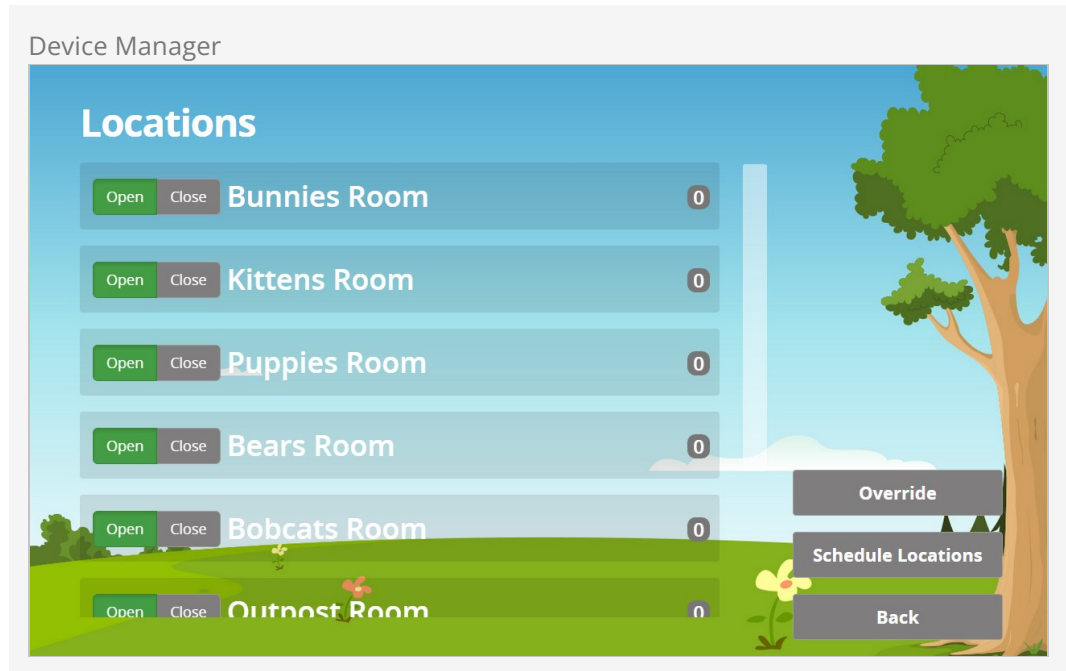 Device Manager
Locations
Open Close Bunnies Room 0
Open Close Kittens Room 0
Open Close Puppies Room 0
Open Close Bears Room 0
Open Close Bobcats Room 0
Open Close Outpost Room 0
Override
Schedule Locations
Back